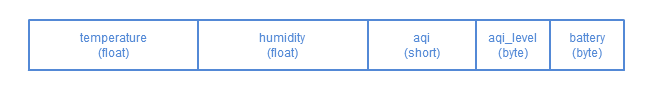 temperature
(float)
humidity
(float)
aqi
(short)
aqi_level
(byte)
battery
(byte)